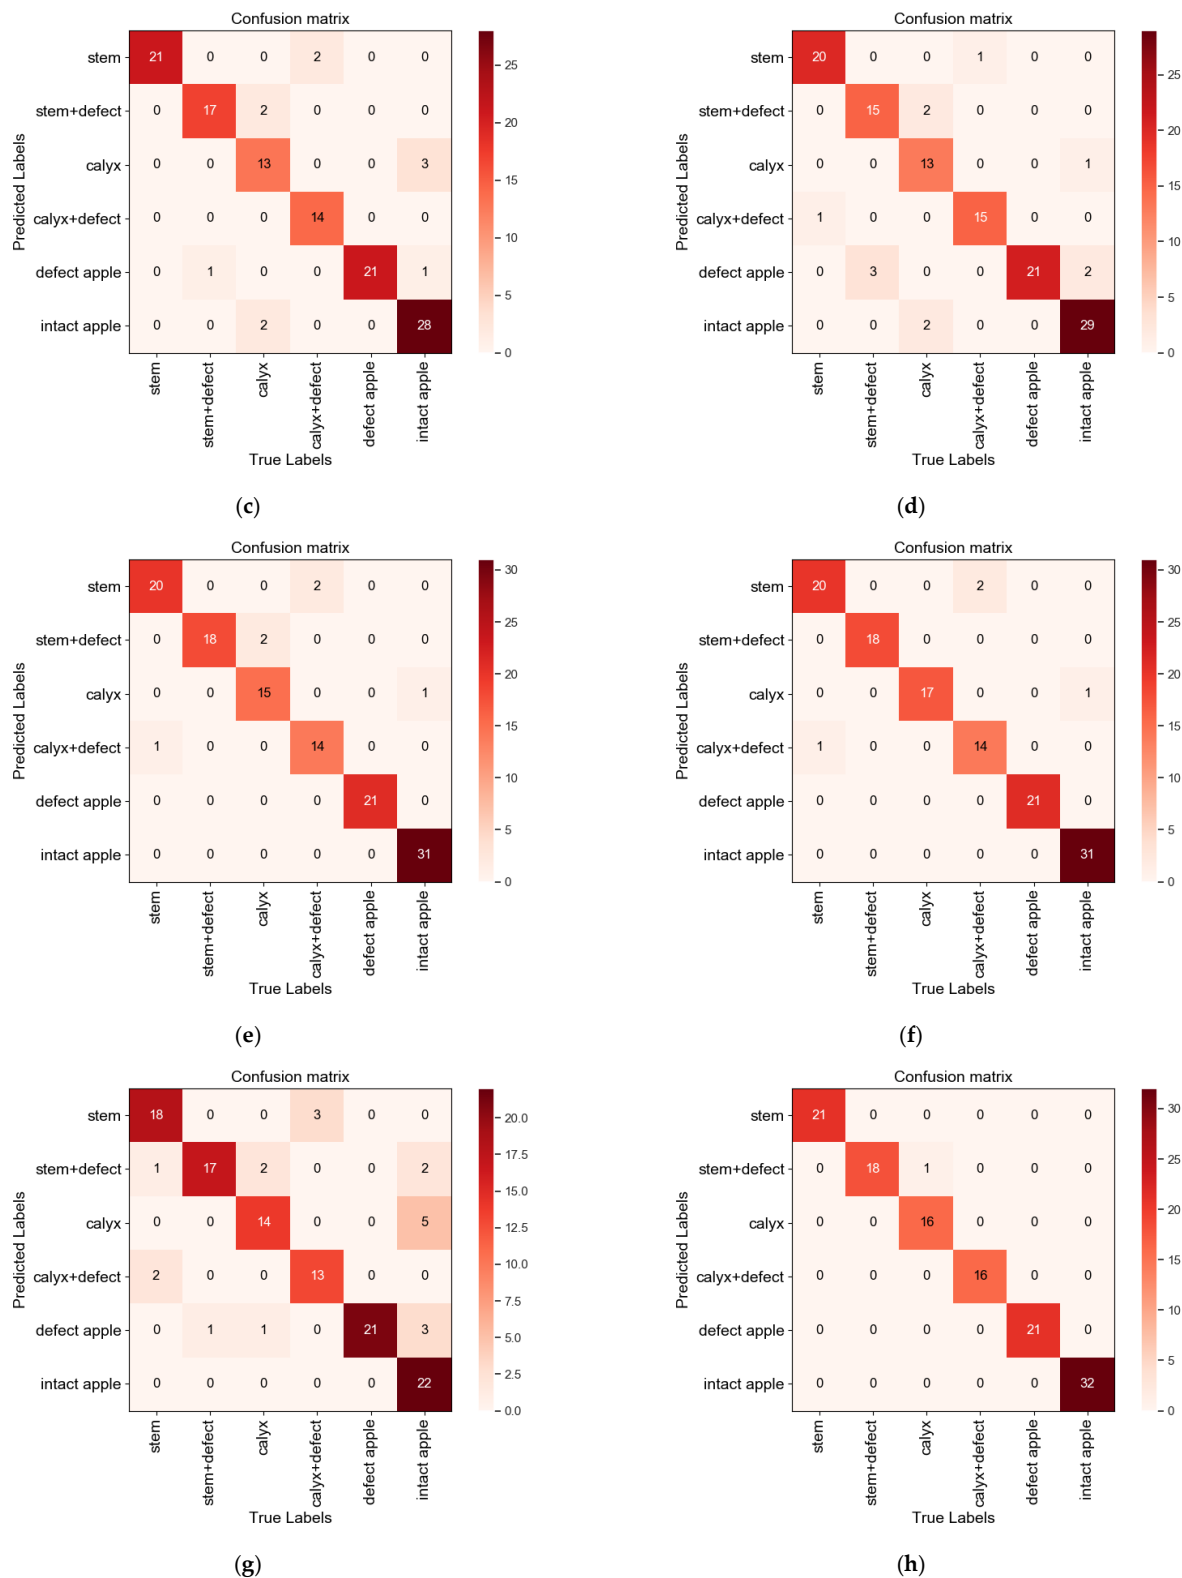 Confusion matrix
Predicted Labels
stem 21 0 0 2 0 0
stem+defect 0 17 2 0 0 0
calyx 0 0 13 0 0 3
calyx+defect 0 0 0 14 0 0
defect apple 0 1 0 0 21 1
intact apple 0 0 2 0 0 28
stem stem+defect calyx calyx+defect defect apple intact apple
True Labels
25
20
15
10
5
0
(c)
Confusion matrix
Predicted Labels
stem 20 0 0 1 0 0
stem+defect 0 15 2 0 0 0
calyx 0 0 13 0 0 1
calyx+defect 1 0 0 15 0 0
defect apple 0 3 0 0 21 2
intact apple 0 0 2 0 0 29
stem stem+defect calyx calyx+defect defect apple intact apple
True Labels
25
20
15
10
5
0
(d)
Confusion matrix
Predicted Labels
stem 20 0 0 2 0 0
stem+defect 0 18 2 0 0 0
calyx 0 0 15 0 0 1
calyx+defect 1 0 0 14 0 0
defect apple 0 0 0 0 21 0
intact apple 0 0 0 0 0 31
stem stem+defect calyx calyx+defect defect apple intact apple
True Labels
30
25
20
15
10
5
0
(e)
Confusion matrix
Predicted Labels
stem 20 0 0 2 0 0
stem+defect 0 18 0 0 0 0
calyx 0 0 17 0 0 1
calyx+defect 1 0 0 14 0 0
defect apple 0 0 0 0 21 0
intact apple 0 0 0 0 0 31
stem stem+defect calyx calyx+defect defect apple intact apple
True Labels
30
25
20
15
10
5
0
(f)
Confusion matrix
Predicted Labels
stem 18 0 0 3 0 0
stem+defect 1 17 2 0 0 2
calyx 0 0 14 0 0 5
calyx+defect 2 0 0 13 0 0
defect apple 0 1 1 0 21 3
intact apple 0 0 0 0 0 22
stem stem+defect calyx calyx+defect defect apple intact apple
True Labels
20.0
17.5
15.0
12.5
10.0
7.5
5.0
2.5
0.0
(g)
Confusion matrix
Predicted Labels
stem 21 0 0 0 0 0
stem+defect 0 18 1 0 0 0
calyx 0 0 16 0 0 0
calyx+defect 0 0 0 16 0 0
defect apple 0 0 0 0 21 0
intact apple 0 0 0 0 0 32
stem stem+defect calyx calyx+defect defect apple intact apple
True Labels
30
25
20
15
10
5
0
(h)